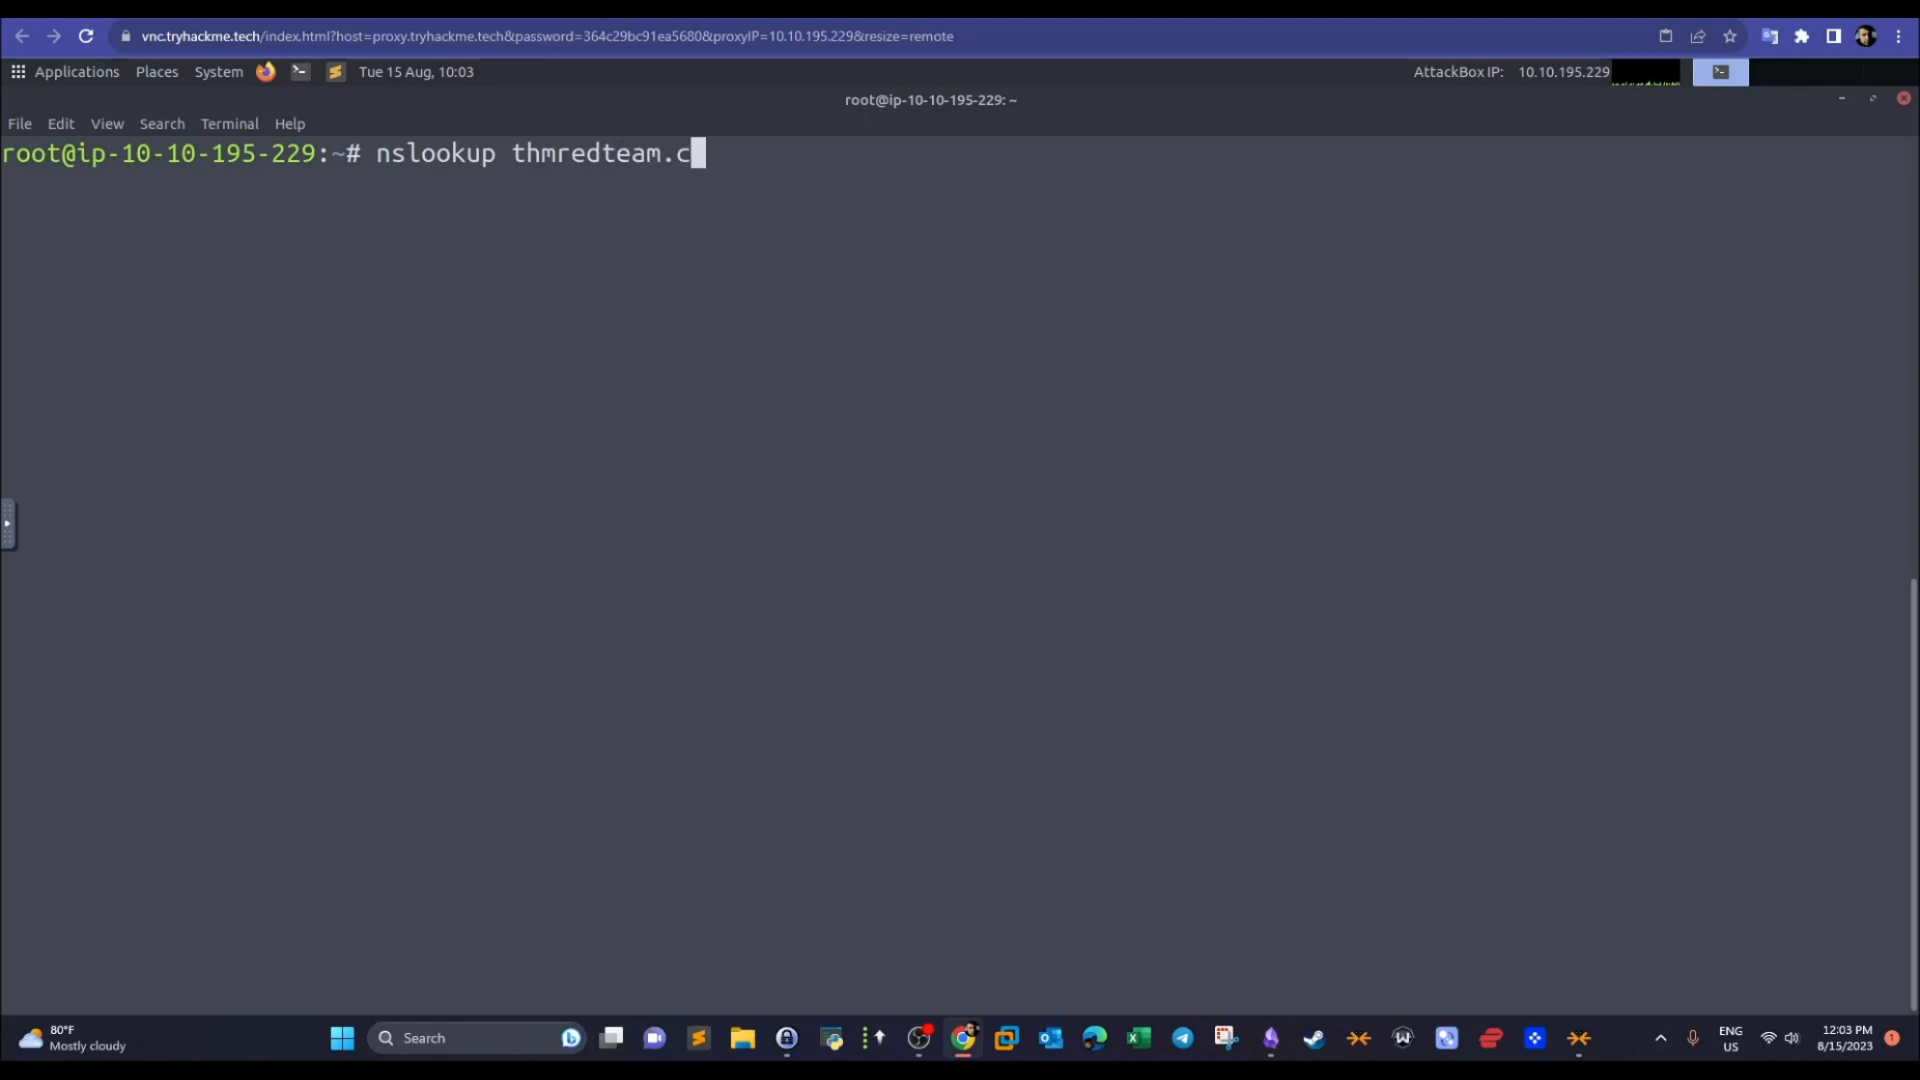 vnc.tryhackme.tech/index.html?host=proxy.tryhackme.tech&password=364c29bc91ea5680&proxyIP=10.10.195.229&resize=remote
Applications Places System Tue 15 Aug, 10:03 AttackBox IP: 10.10.195.229
root@ip-10-10-195-229: ~
File Edit View Search Terminal Help
root@ip-10-10-195-229:~# nslookup thmredteam.c
80°F
Mostly cloudy
Search
ENG
US
12:03 PM
8/15/2023
1